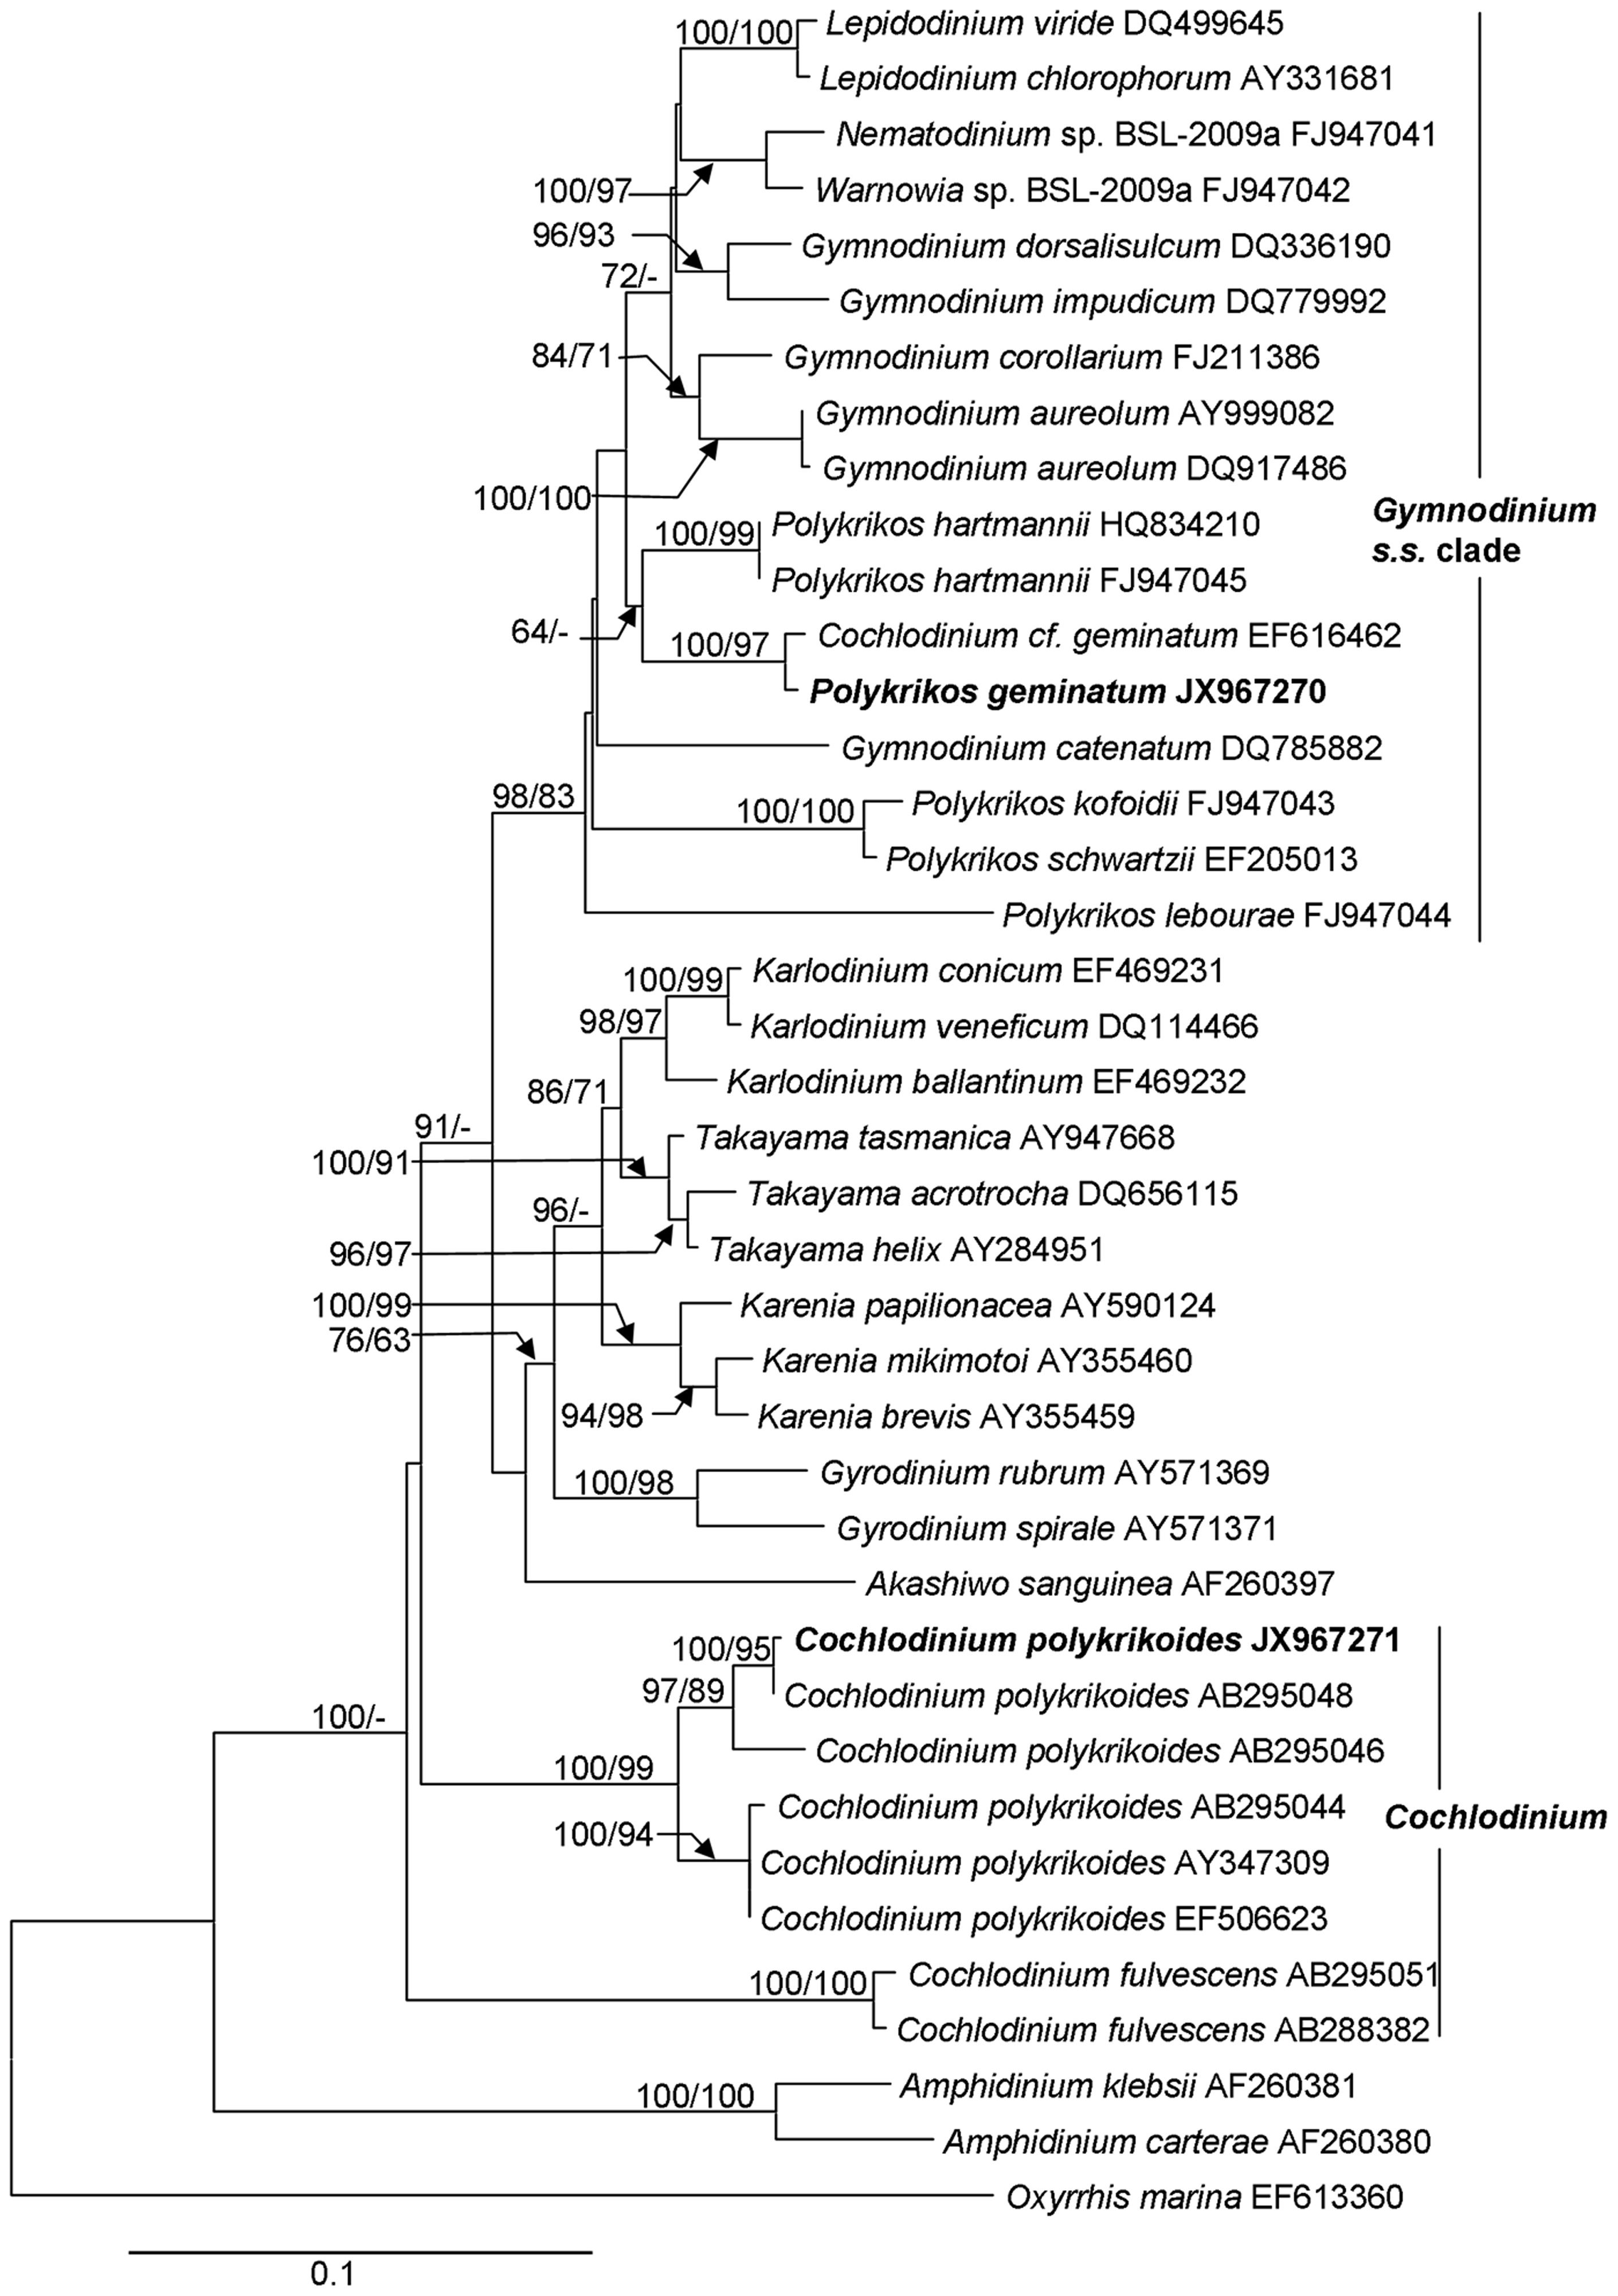 100/100
Lepidodinium viride DQ499645
Lepidodinium chlorophorum AY331681
Nematodinium sp. BSL-2009a FJ947041
100/97
Warnowia sp. BSL-2009a FJ947042
96/93
Gymnodinium dorsalisulcum DQ336190
72/-
Gymnodinium impudicum DQ779992
84/71
Gymnodinium corollarium FJ211386
Gymnodinium aureolum AY999082
Gymnodinium aureolum DQ917486
100/100
Gymnodinium
s.s. clade
100/99
Polykrikos hartmannii HQ834210
Polykrikos hartmannii FJ947045
64/-
100/97
Cochlodinium cf. geminatum EF616462
Polykrikos geminatum JX967270
Gymnodinium catenatum DQ785882
98/83
100/100
Polykrikos kofoidii FJ947043
Polykrikos schwartzii EF205013
Polykrikos lebourae FJ947044
100/99
Karlodinium conicum EF469231
98/97
Karlodinium veneficum DQ114466
Karlodinium ballantinum EF469232
86/71
91/-
Takayama tasmanica AY947668
100/91
Takayama acrotrocha DQ656115
96/-
96/97
Takayama helix AY284951
100/99
Karenia papilionacea AY590124
76/63
Karenia mikimotoi AY355460
94/98
Karenia brevis AY355459
100/98
Gyrodinium rubrum AY571369
Gyrodinium spirale AY571371
Akashiwo sanguinea AF260397
100/95
Cochlodinium polykrikoides JX967271
97/89
Cochlodinium polykrikoides AB295048
100/-
Cochlodinium polykrikoides AB295046
100/99
Cochlodinium polykrikoides AB295044
Cochlodinium
100/94
Cochlodinium polykrikoides AY347309
Cochlodinium polykrikoides EF506623
100/100
Cochlodinium fulvescens AB295051
Cochlodinium fulvescens AB288382
100/100
Amphidinium klebsii AF260381
Amphidinium carterae AF260380
Oxyrrhis marina EF613360
0.1